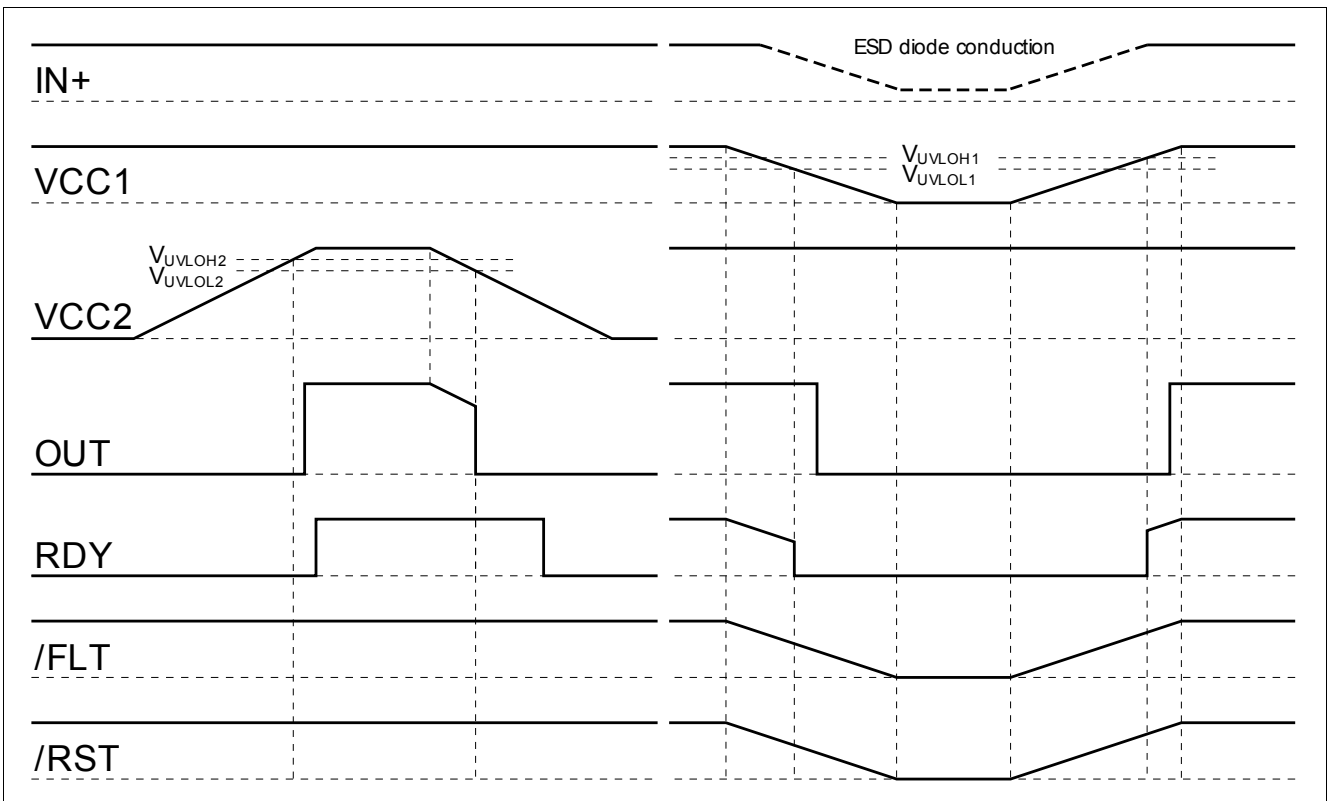 ESD diode conduction
IN+
VUVLOH1
VUVLOL1
VCC1
VUVLOH2
VUVLOL2
VCC2
OUT
RDY
/FLT
/RST